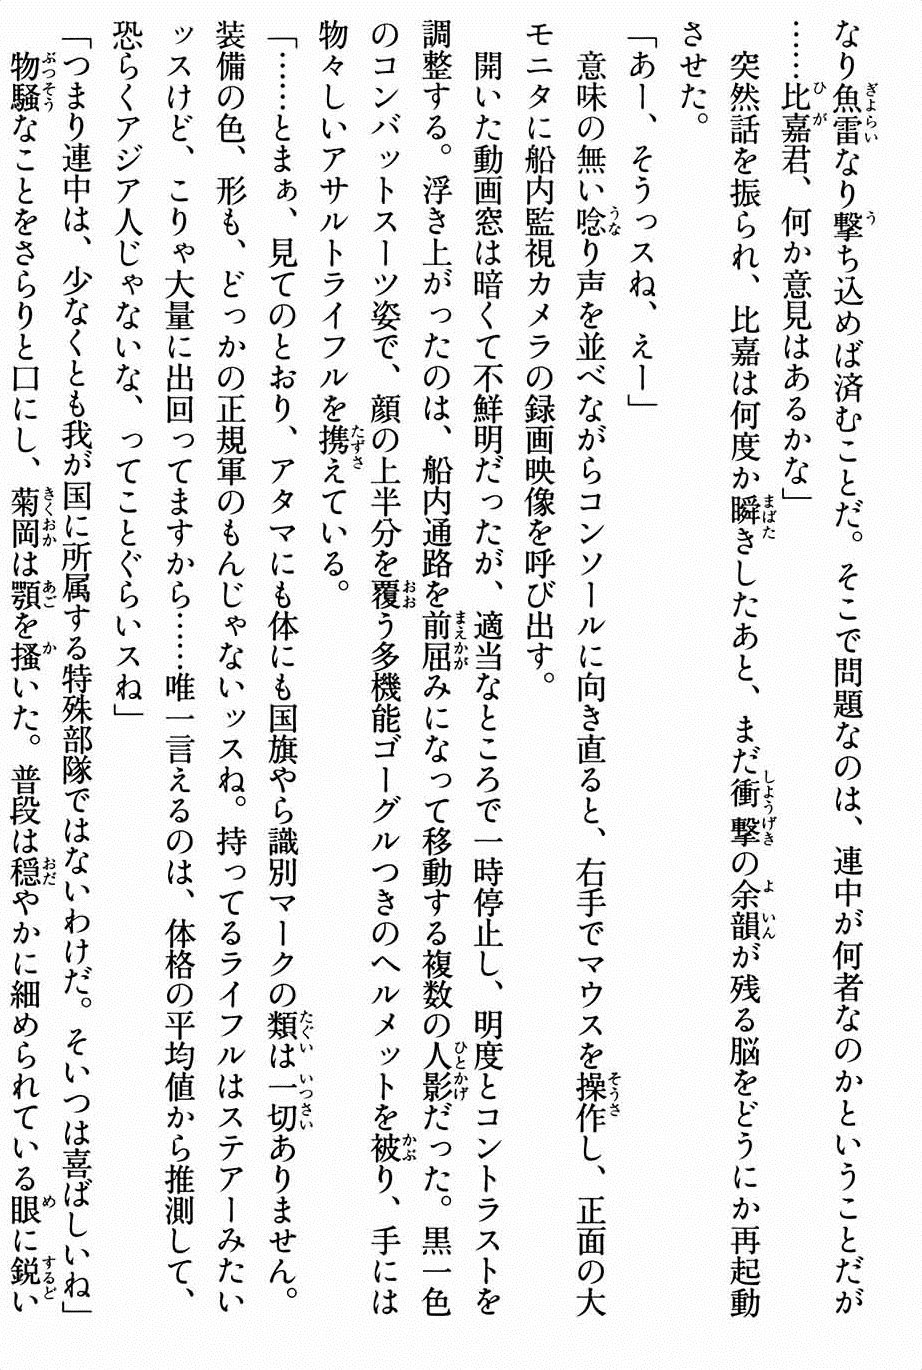 なり魚雷なり撃ち込めば済むことだ。そこで問題なのは、連中が何者なのかということだが
……比嘉君、何か意見はあるかな」
　突然話を振られ、比嘉は何度か瞬きしたあと、まだ衝撃の余韻が残る脳をどうにか再起動
させた。
「あー、そうっスね、えー」
　意味の無い唸り声を並べながらコンソールに向き直ると、右手でマウスを操作し、正面の大
モニタに船内監視カメラの録画映像を呼び出す。
　開いた動画窓は暗くて不鮮明だったが、適当なところで一時停止し、明度とコントラストを
調整する。浮き上がったのは、船内通路を前屈みになって移動する複数の人影だった。黒一色
のコンバットスーツ姿で、顔の上半分を覆う多機能ゴーグルつきのヘルメットを被り、手には
物々しいアサルトライフルを携えている。
「……とまぁ、見てのとおり、アタマにも体にも国旗やら識別マークの類は一切ありません。
装備の色、形も、どっかの正規軍のもんじゃないッスね。持ってるライフルはステアーみたい
ッスけど、こりゃ大量に出回ってますから……唯一言えるのは、体格の平均値から推測して、
恐らくアジア人じゃないな、ってことぐらいスね」
「つまり連中は、少なくとも我が国に所属する特殊部隊ではないわけだ。そいつは喜ばしいね」
　物騒なことをさらりと口にし、菊岡は顎を掻いた。普段は穏やかに細められている眼に鋭い